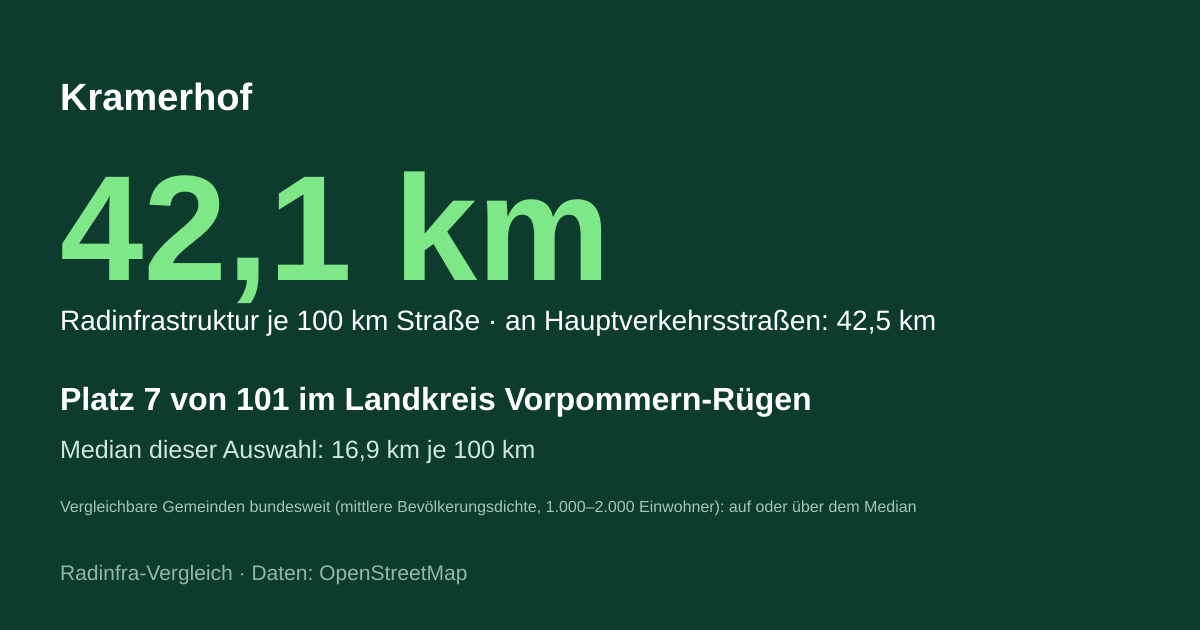 Kramerhof
42,1 km
Radinfrastruktur je 100 km Straße · an Hauptverkehrsstraßen: 42,5 km
Platz 7 von 101 im Landkreis Vorpommern-Rügen
Median dieser Auswahl: 16,9 km je 100 km
Vergleichbare Gemeinden bundesweit (mittlere Bevölkerungsdichte, 1.000–2.000 Einwohner): auf oder über dem Median
Radinfra-Vergleich · Daten: OpenStreetMap